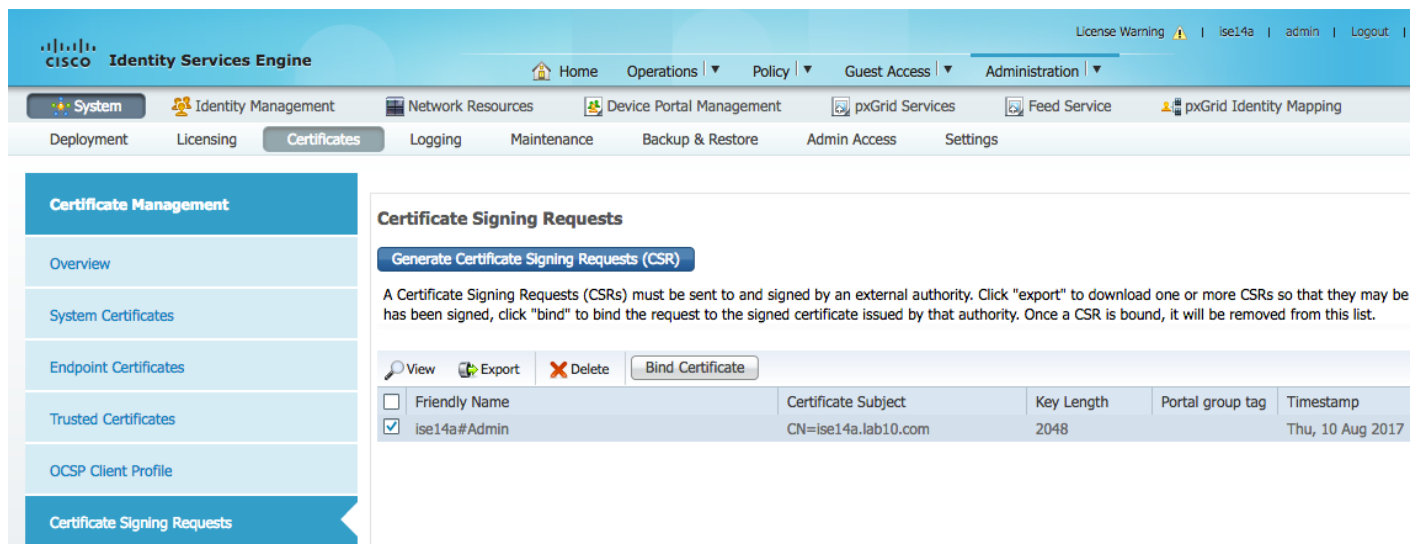 License Warning | ise14a | admin | Logout |
CISCO Identity Services Engine
Home Operations | ▼ Policy | ▼ Guest Access | ▼ Administration | ▼
System Identity Management Network Resources Device Portal Management pxGrid Services Feed Service pxGrid Identity Mapping
Deployment Licensing Certificates Logging Maintenance Backup & Restore Admin Access Settings
Certificate Management
Overview
System Certificates
Endpoint Certificates
Trusted Certificates
OCSP Client Profile
Certificate Signing Requests
Certificate Signing Requests
Generate Certificate Signing Requests (CSR)
A Certificate Signing Requests (CSRs) must be sent to and signed by an external authority. Click "export" to download one or more CSRs so that they may be
has been signed, click "bind" to bind the request to the signed certificate issued by that authority. Once a CSR is bound, it will be removed from this list.
View Export Delete Bind Certificate
Friendly Name Certificate Subject Key Length Portal group tag Timestamp
ise14a#Admin CN=ise14a.lab10.com 2048 Thu, 10 Aug 2017